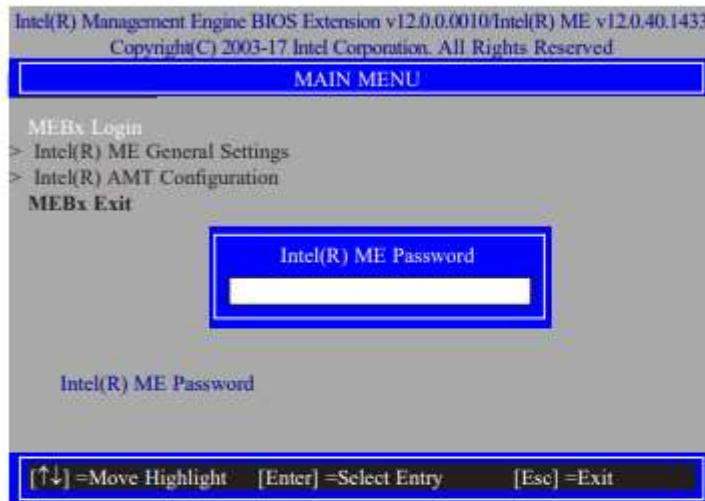 Intel(R) Management Engine BIOS Extension v12.0.0.0010/Intel(R) ME v12.0.40.1433
Copyright(C) 2003-17 Intel Corporation. All Rights Reserved
MAIN MENU
MEBx Login
> Intel(R) ME General Settings
> Intel(R) AMT Configuration
MEBx Exit
Intel(R) ME Password
Intel(R) ME Password
[↑↓] =Move Highlight [Enter] =Select Entry [Esc] =Exit